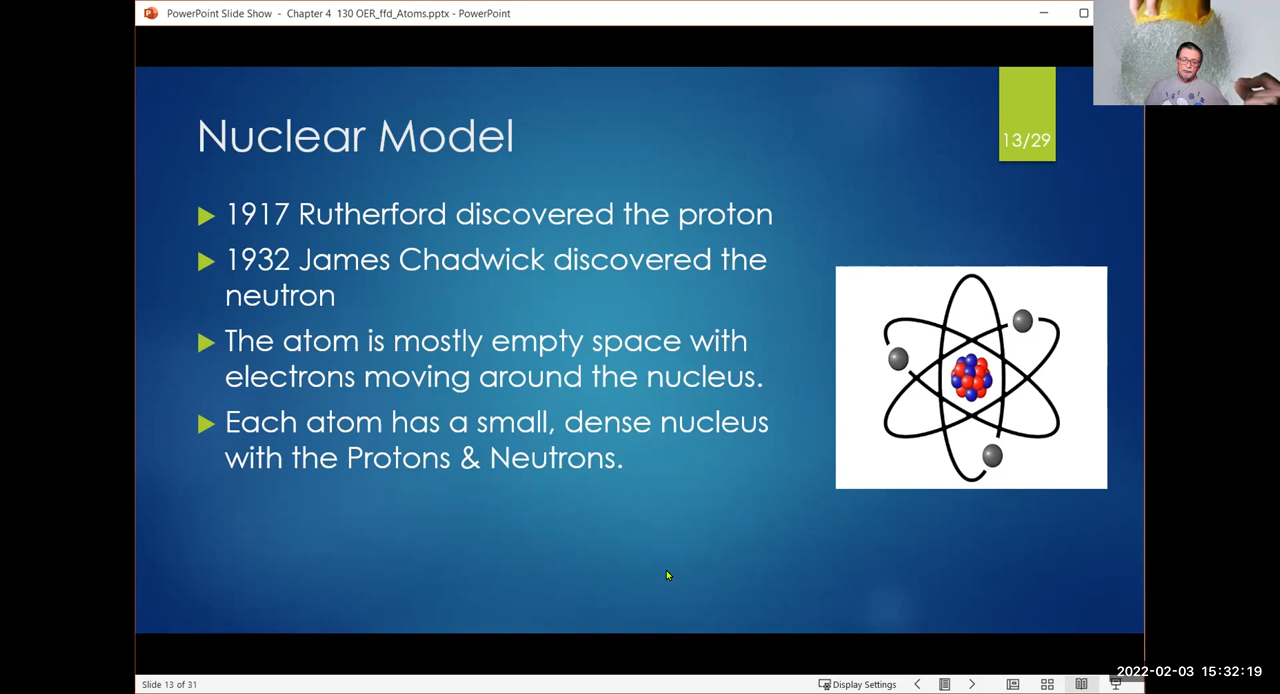 PowerPoint Slide Show - Chapter 4 130 OER_ffd_Atoms.pptx - PowerPoint
Nuclear Model
13/29
1917 Rutherford discovered the proton
1932 James Chadwick discovered the
neutron
The atom is mostly empty space with
electrons moving around the nucleus.
Each atom has a small, dense nucleus
with the Protons & Neutrons.
2022-02-03 15:32:19
Slide 13 of 31
Display Settings